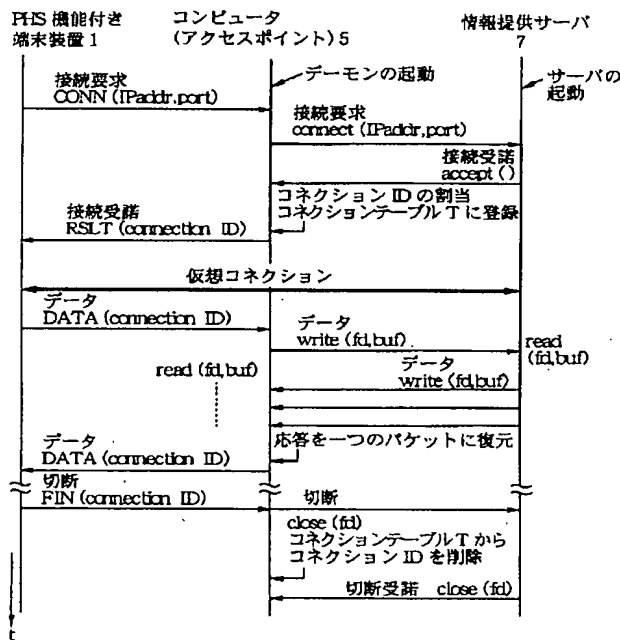 PHS 機能付き
端末装置 1
コンピュータ
(アクセスポイント) 5
情報提供サーバ
7
デーモンの起動
サーバの
起動
接続要求
CONN (IPaddr,port)
接続要求
connect (IPaddr,port)
接続受諾
accept ()
コネクション ID の割当
コネクションテーブル T に登録
接続受諾
RSLT (connection ID)
仮想コネクション
データ
DATA (connection ID)
データ
write (fd,buf)
read
(fd,buf)
read (fd,buf)
データ
write (fd,buf)
応答を一つのパケットに復元
データ
DATA (connection ID)
切断
FIN (connection ID)
切断
close (fd)
コネクションテーブル T から
コネクション ID を削除
切断受諾 close (fd)
t